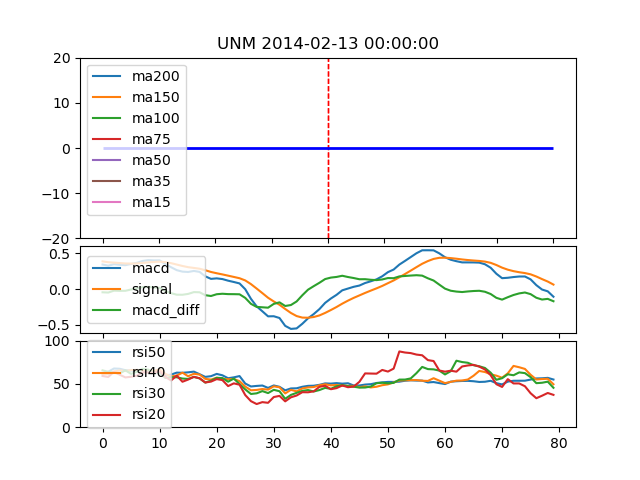 UNM 2014-02-13 00:00:00
20
10
0
−10
−20
ma200
ma150
ma100
ma75
ma50
ma35
ma15
0.5
0.0
−0.5
macd
signal
macd_diff
100
50
0
rsi50
rsi40
rsi30
rsi20
0 10 20 30 40 50 60 70 80